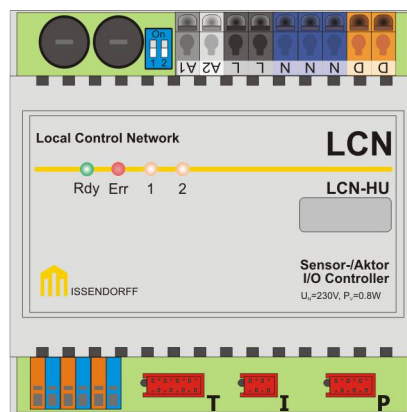 On
1 2
A1 A2 L L N N N D D
Local Control Network
LCN
Rdy Err 1 2
LCN-HU
Sensor-/Aktor
I/O Controller
ISSENDORFF
Uₙ=230V, Pᵥ=0.8W
T I P